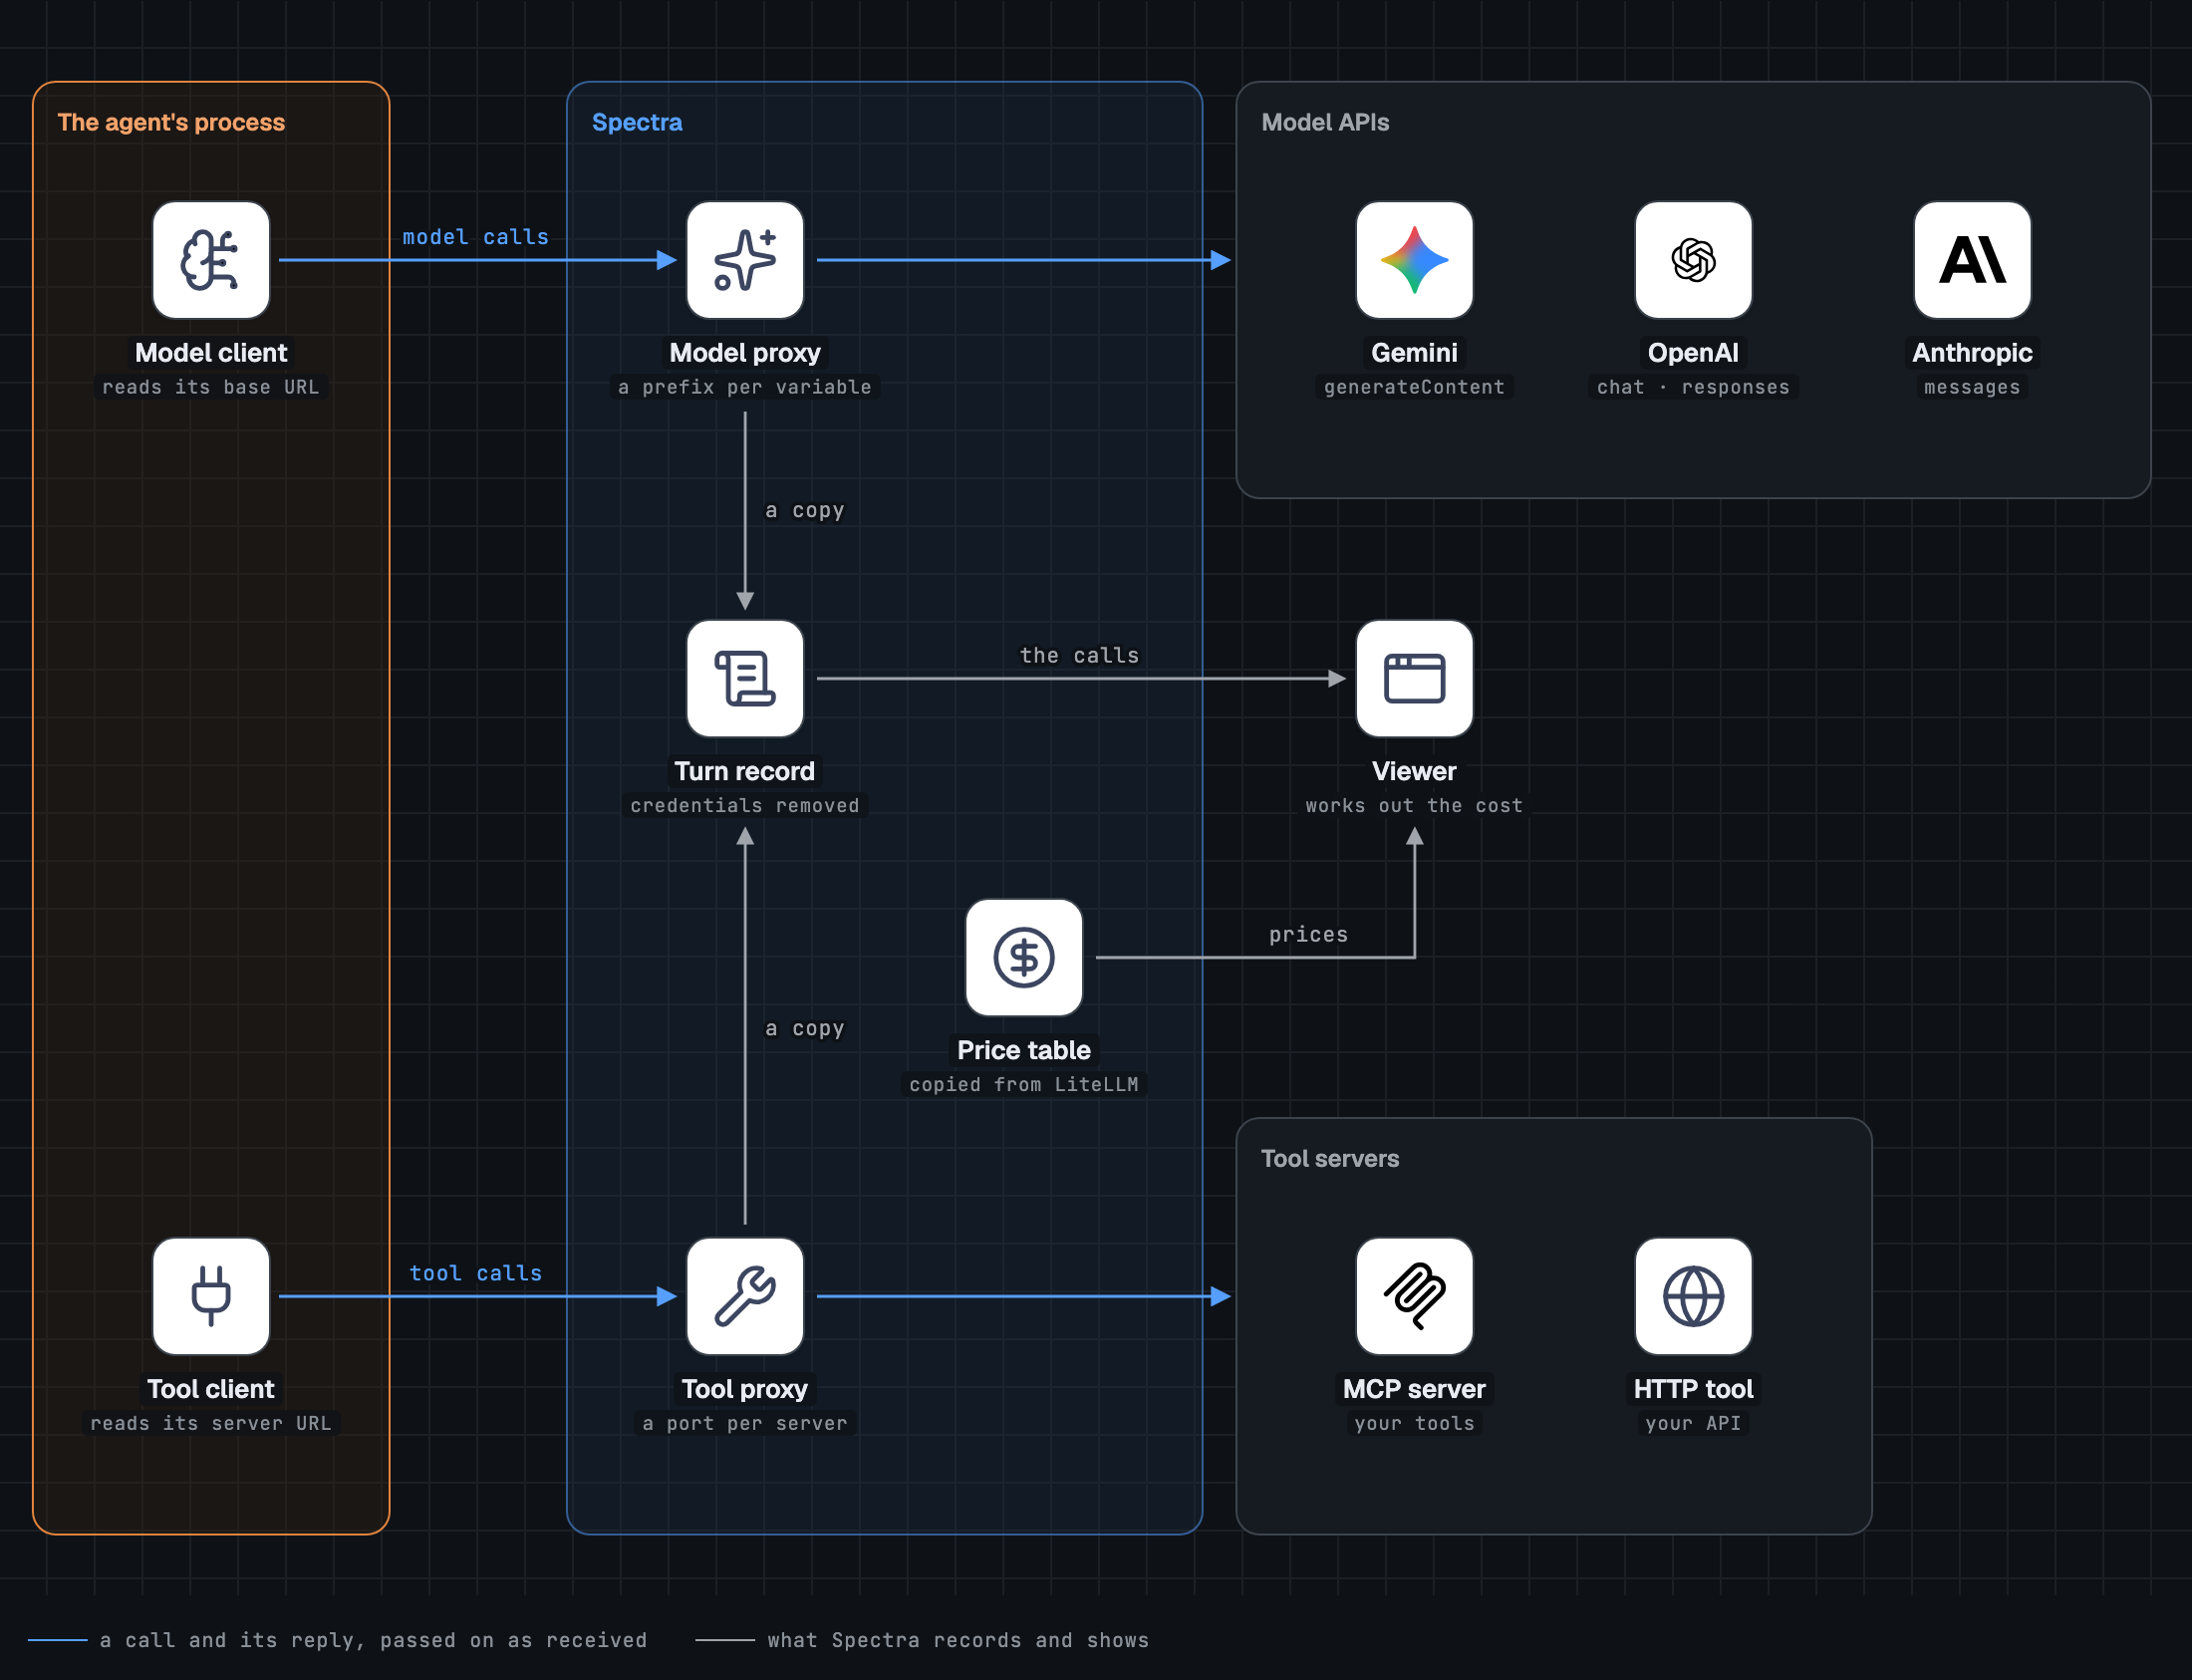 The agent's process
Spectra
Model APIs
model calls
Model client
reads its base URL
Model proxy
a prefix per variable
Gemini
generateContent
OpenAI
chat · responses
Anthropic
messages
a copy
the calls
Turn record
credentials removed
Viewer
works out the cost
prices
a copy
Price table
copied from LiteLLM
Tool servers
tool calls
Tool client
reads its server URL
Tool proxy
a port per server
MCP server
your tools
HTTP tool
your API
a call and its reply, passed on as received
what Spectra records and shows